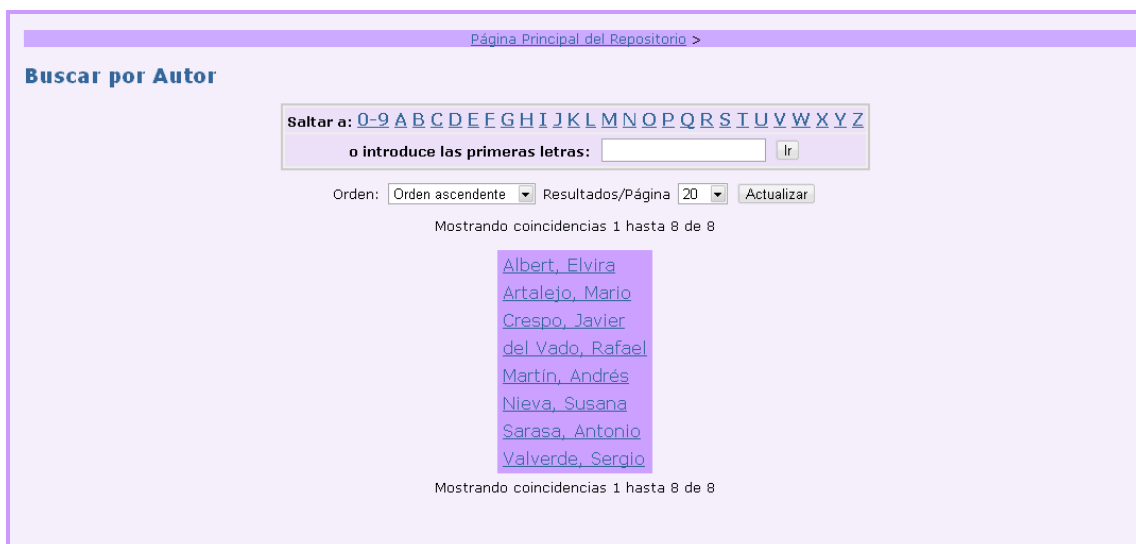 Página Principal del Repositorio >
Buscar por Autor
Saltar a: 0-9 A B C D E F G H I J K L M N O P Q R S T U V W X Y Z
o introduce las primeras letras: Ir
Orden: Orden ascendente Resultados/Página 20 Actualizar
Mostrando coincidencias 1 hasta 8 de 8
Albert, Elvira
Artalejo, Mario
Crespo, Javier
del Vado, Rafael
Martín, Andrés
Nieva, Susana
Sarasa, Antonio
Valverde, Sergio
Mostrando coincidencias 1 hasta 8 de 8